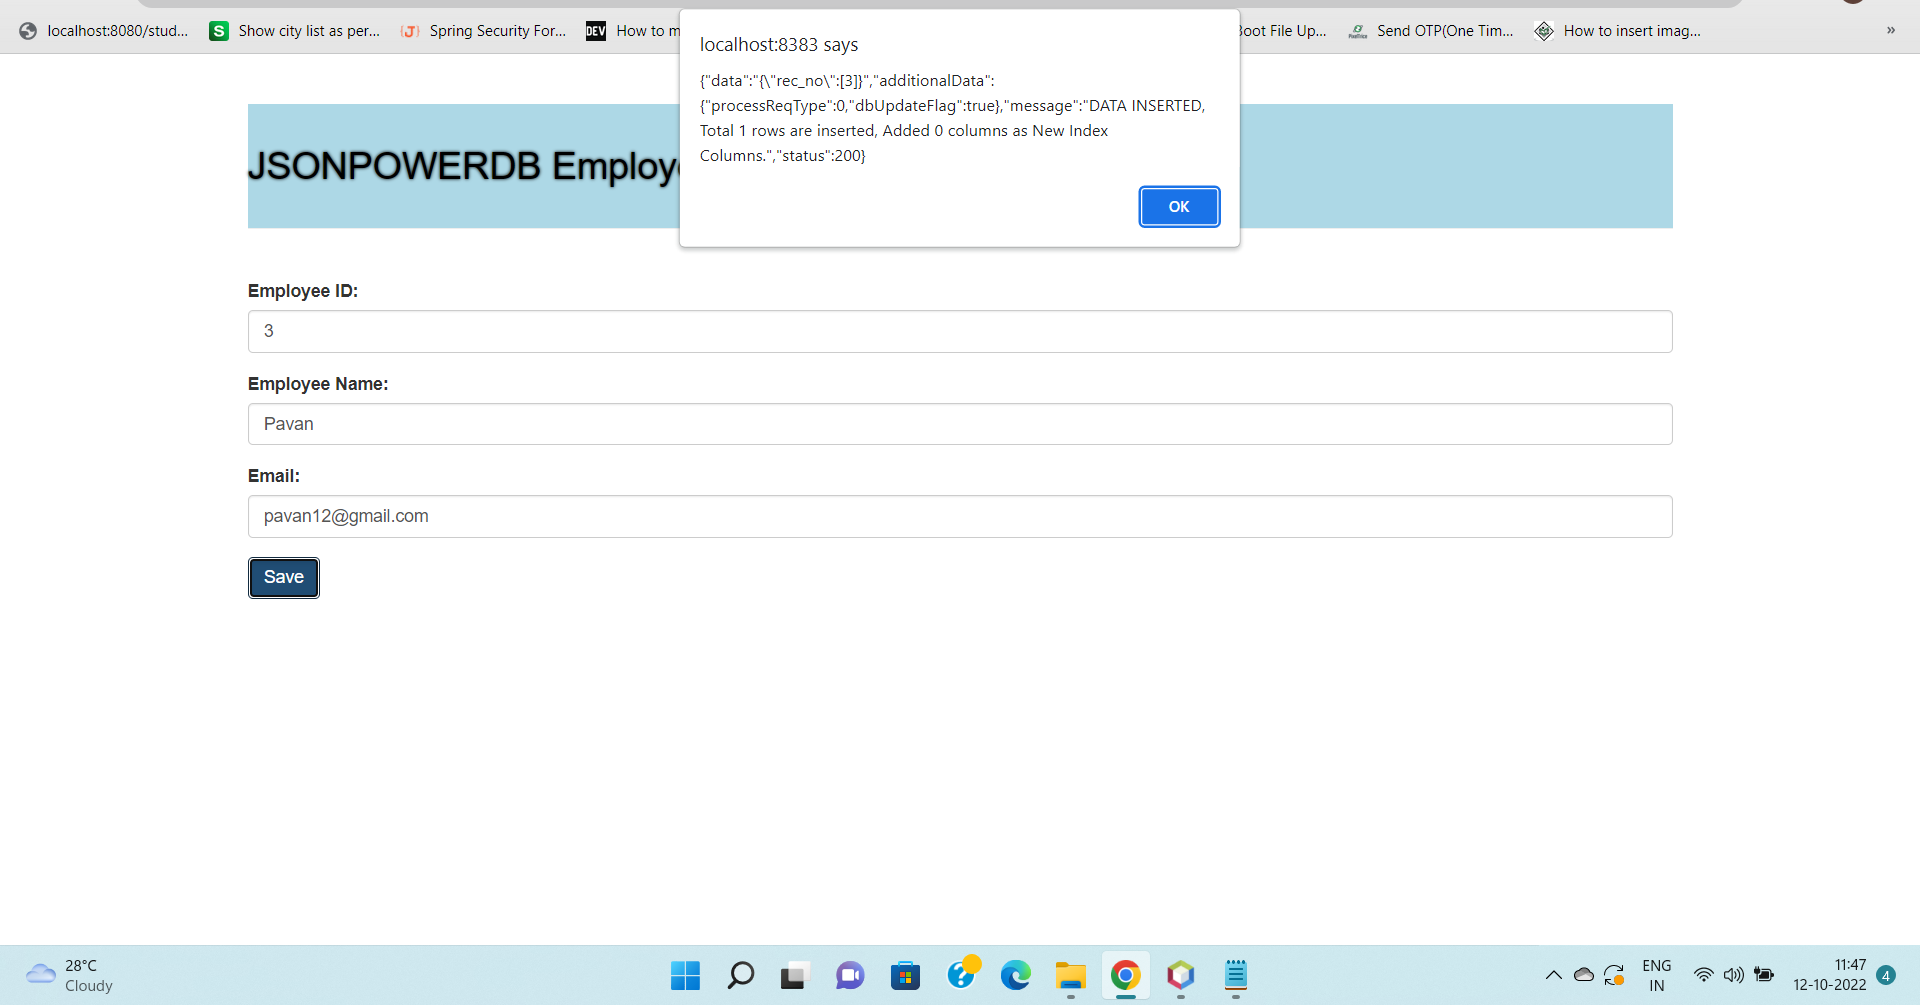 localhost:8080/stud...
S Show city list as per...
{J} Spring Security For...
DEV How to m
Boot File Up...
Send OTP(One Tim...
How to insert imag...
»
localhost:8383 says
{"data":"{\"rec_no\":[3]}","additionalData":
{"processReqType":0,"dbUpdateFlag":true},"message":"DATA INSERTED,
Total 1 rows are inserted, Added 0 columns as New Index
Columns.","status":200}
OK
JSONPOWERDB Employe
Employee ID:
3
Employee Name:
Pavan
Email:
pavan12@gmail.com
Save
28°C
Cloudy
ENG
IN
11:47
12-10-2022
4